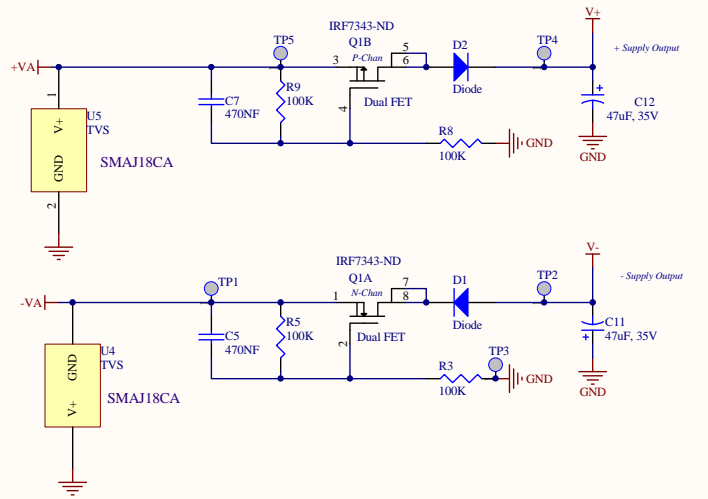 IRF7343-ND
V+
TP5
Q1B
P-Chan
5
D2
TP4
+ Supply Output
+VA
3
6
1
U5
TVS
V+
GND
SMAJ18CA
2
C7
470NF
R9
100K
4
Dual FET
Diode
+
C12
47uF, 35V
R8
100K
GND
GND
IRF7343-ND
V-
TP1
Q1A
N-Chan
7
D1
TP2
- Supply Output
-VA
1
8
U4
TVS
GND
V+
SMAJ18CA
C5
470NF
R5
100K
2
Dual FET
Diode
C11
47uF, 35V
+
R3
100K
TP3
GND
GND